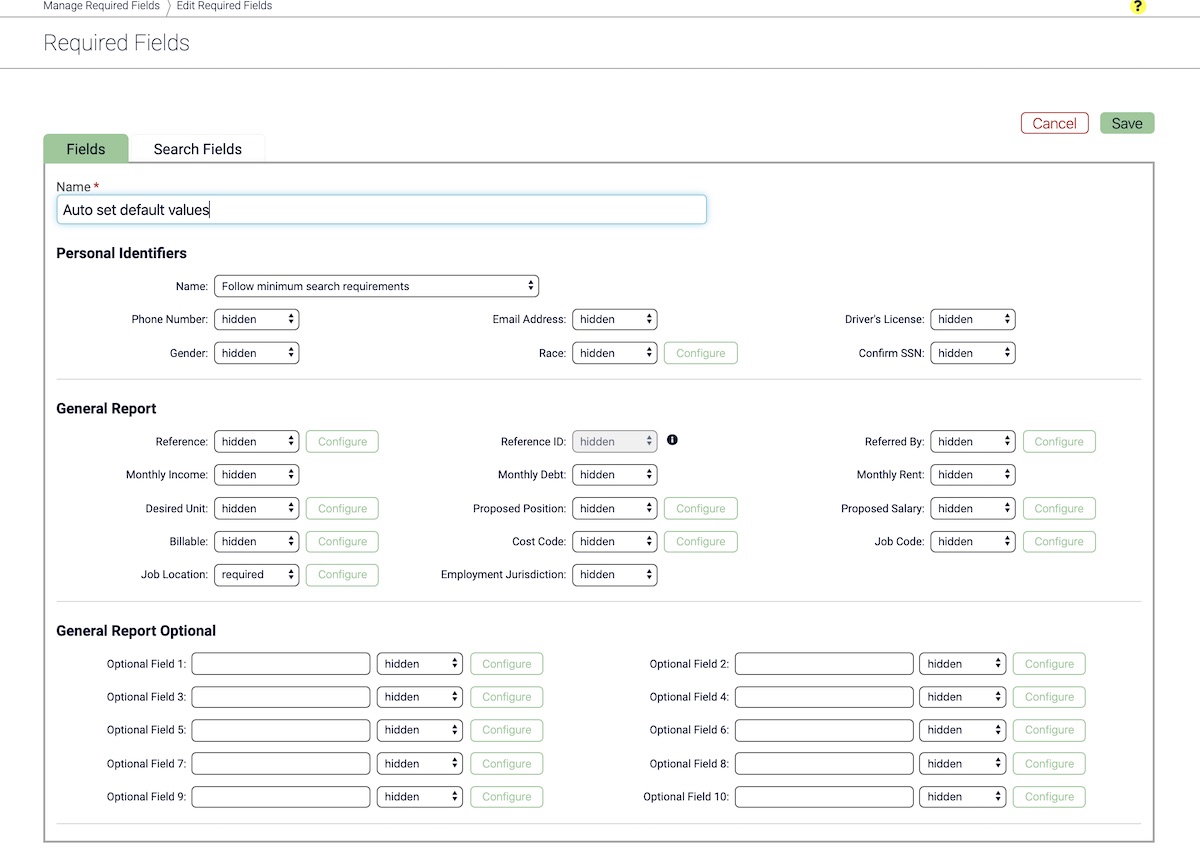 Manage Required Fields Edit Required Fields ?
Required Fields
Cancel Save
Fields Search Fields
Name *
Auto set default values
Personal Identifiers
Name: Follow minimum search requirements
Phone Number: hidden Email Address: hidden Driver's License: hidden
Gender: hidden Race: hidden Configure Confirm SSN: hidden
General Report
Reference: hidden Configure Reference ID: hidden i Referred By: hidden Configure
Monthly Income: hidden Monthly Debt: hidden Monthly Rent: hidden
Desired Unit: hidden Configure Proposed Position: hidden Configure Proposed Salary: hidden Configure
Billable: hidden Configure Cost Code: hidden Configure Job Code: hidden Configure
Job Location: required Configure Employment Jurisdiction: hidden
General Report Optional
Optional Field 1: hidden Configure Optional Field 2: hidden Configure
Optional Field 3: hidden Configure Optional Field 4: hidden Configure
Optional Field 5: hidden Configure Optional Field 6: hidden Configure
Optional Field 7: hidden Configure Optional Field 8: hidden Configure
Optional Field 9: hidden Configure Optional Field 10: hidden Configure